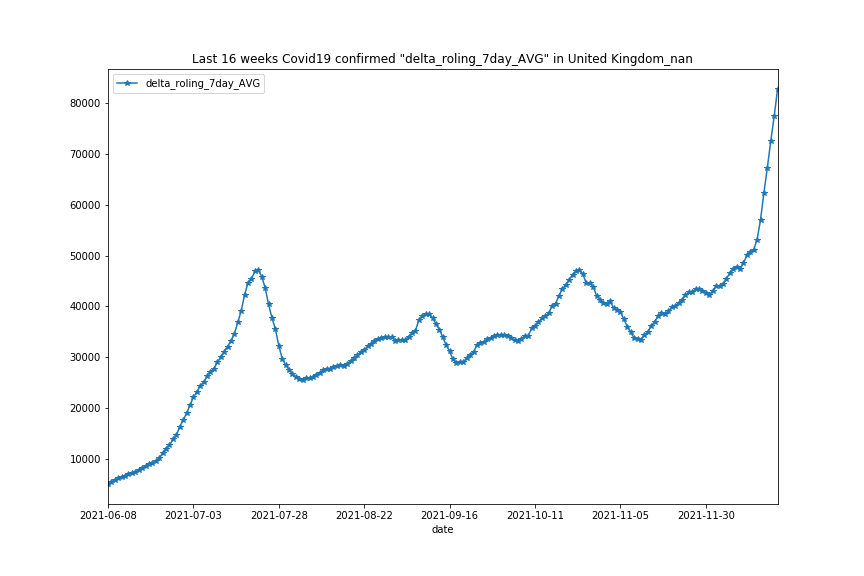 Last 16 weeks Covid19 confirmed "delta_roling_7day_AVG" in United Kingdom_nan
delta_roling_7day_AVG
80000
70000
60000
50000
40000
30000
20000
10000
2021-06-08 2021-07-03 2021-07-28 2021-08-22 2021-09-16 2021-10-11 2021-11-05 2021-11-30
date